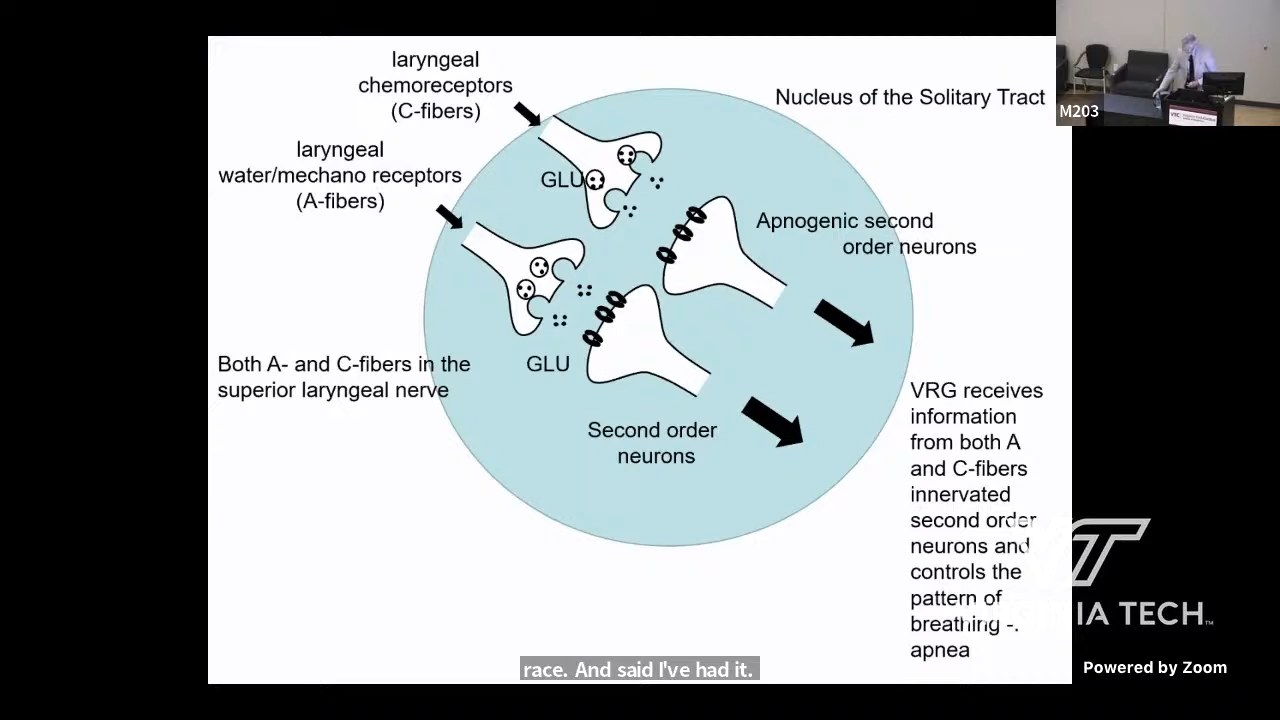 laryngeal
chemoreceptors
(C-fibers)
Nucleus of the Solitary Tract
M203
laryngeal
water/mechano receptors
(A-fibers)
GLU
Apnogenic second
order neurons
Both A- and C-fibers in the
superior laryngeal nerve
GLU
Second order
neurons
VRG receives
information
from both A
and C-fibers
innervated
second order
neurons and
controls the
pattern of
breathing -.
apnea
VT
VIRGINIA TECH™
race. And said I've had it.
Powered by Zoom